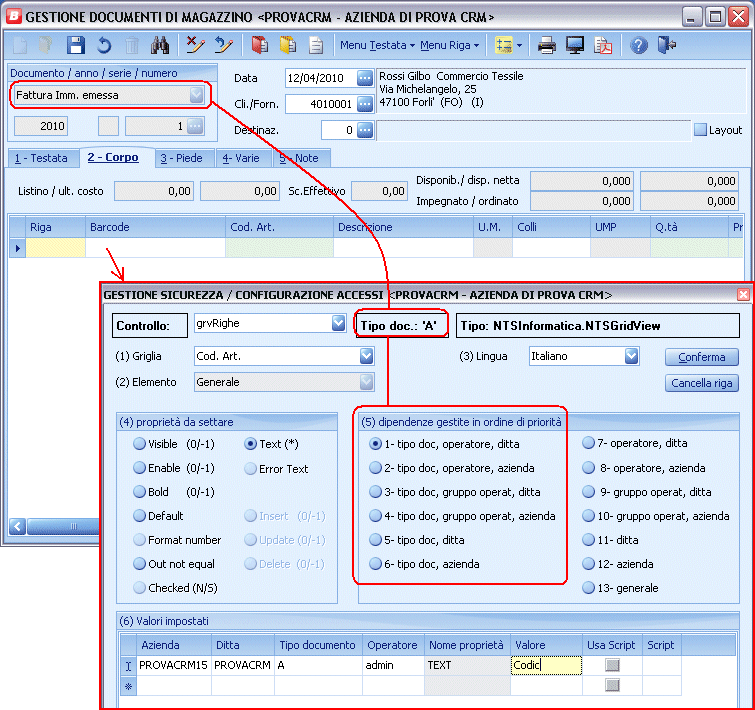 GESTIONE DOCUMENTI DI MAGAZZINO <PROVACRM - AZIENDA DI PROVA CRM>
Menu Testata Menu Riga
Documento / anno / serie / numero
Fattura Imm. emessa
2010 1
Data 12/04/2010
Cli./Forn. 4010001
Destinaz. 0
Rossi Gilbo Commercio Tessile
Via Michelangelo, 25
47100 Forli' (FO) (I)
Layout
1 - Testata 2 - Corpo 3 - Piede 4- Varie 5 - Note
Listino / ult. costo 0,00 0,00 Sc.Effettivo 0,00
Disponib./ disp. netta 0,000 0,000
Impegnato / ordinato 0,000 0,000
Riga Barcode Cod. Art. Descrizione U.M. Colli UMP Q.tà Pr
GESTIONE SICUREZZA / CONFIGURAZIONE ACCESSI <PROVACRM - AZIENDA DI PROVA CRM>
Controllo: grvRighe Tipo doc.: 'A' Tipo: NTSInformatica.NTSGridView
(1) Griglia Cod. Art. (3) Lingua Italiano Conferma
(2) Elemento Generale Cancella riga
(4) proprietà da settare
Visible (0/-1) Text (*)
Enable (0/-1) Error Text
Bold (0/-1)
Default Insert (0/-1)
Format number Update (0/-1)
Out not equal Delete (0/-1)
Checked (N/S)
(5) dipendenze gestite in ordine di priorità
1- tipo doc, operatore, ditta
2- tipo doc, operatore, azienda
3- tipo doc, gruppo operat, ditta
4- tipo doc, gruppo operat, azienda
5- tipo doc, ditta
6- tipo doc, azienda
7- operatore, ditta
8- operatore, azienda
9- gruppo operat, ditta
10- gruppo operat, azienda
11- ditta
12- azienda
13- generale
(6) Valori impostati
Azienda Ditta Tipo documento Operatore Nome proprietà Valore Usa Script Script
PROVACRM15 PROVACRM A admin TEXT Codic